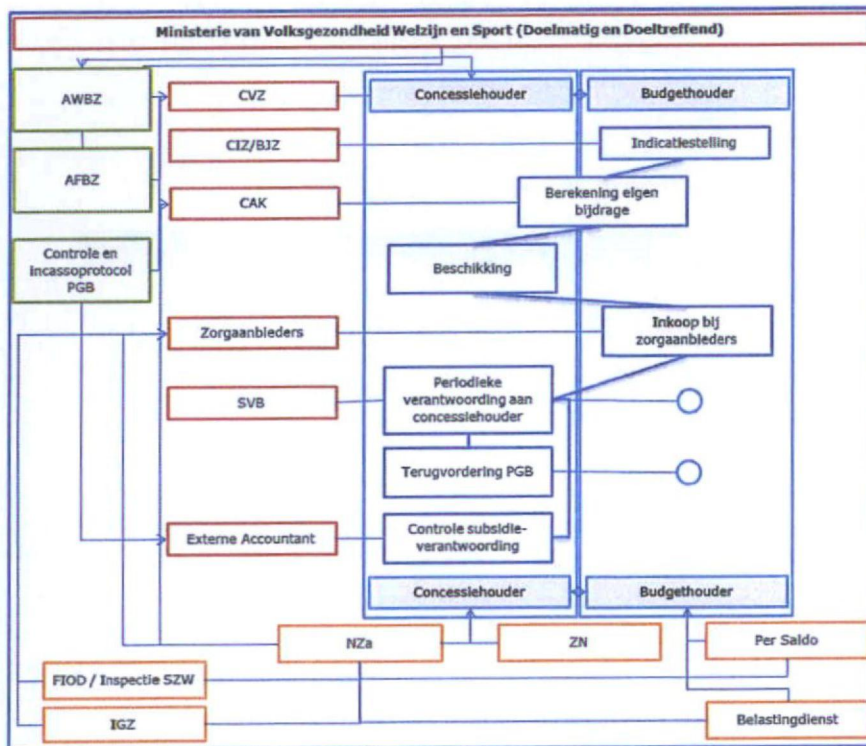 Ministerie van Volksgezondheid Welzijn en Sport (Doelmatig en Doeltreffend)
AWBZ
CVZ
Concessiehouder
Budgethouder
CIZ/BJZ
Indicatiestelling
AFBZ
CAK
Berekening eigen
bijdrage
Controle en
incassoprotocol
PGB
Beschikking
Zorgaanbieders
Inkoop bij
zorgaanbieders
SVB
Periodieke
verantwoording aan
concessiehouder
Terugvordering PGB
Externe Accountant
Controle subsidie-
verantwoording
Concessiehouder
Budgethouder
NZa
ZN
Per Saldo
FIOD / Inspectie SZW
IGZ
Belastingdienst